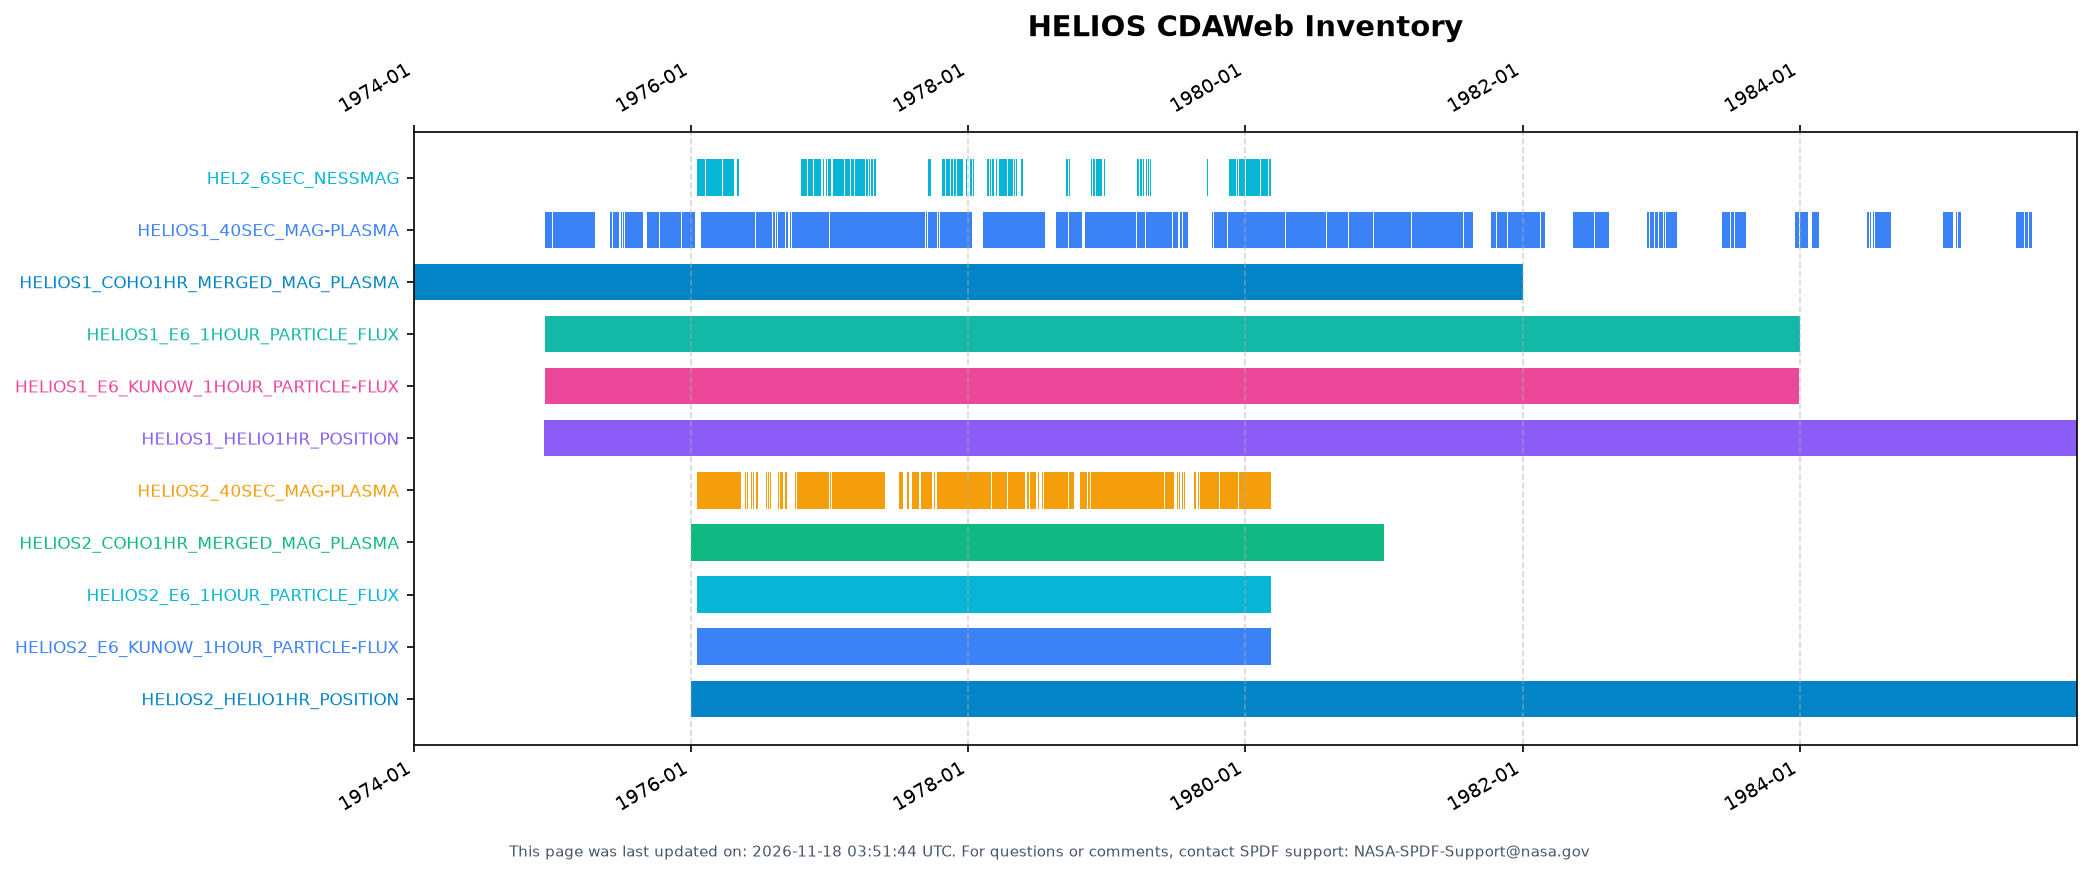 HELIOS CDAWeb Inventory
1974-01 1976-01 1978-01 1980-01 1982-01 1984-01
HEL2_6SEC_NESSMAG
HELIOS1_40SEC_MAG-PLASMA
HELIOS1_COHO1HR_MERGED_MAG_PLASMA
HELIOS1_E6_1HOUR_PARTICLE_FLUX
HELIOS1_E6_KUNOW_1HOUR_PARTICLE-FLUX
HELIOS1_HELIO1HR_POSITION
HELIOS2_40SEC_MAG-PLASMA
HELIOS2_COHO1HR_MERGED_MAG_PLASMA
HELIOS2_E6_1HOUR_PARTICLE_FLUX
HELIOS2_E6_KUNOW_1HOUR_PARTICLE-FLUX
HELIOS2_HELIO1HR_POSITION
1974-01 1976-01 1978-01 1980-01 1982-01 1984-01
This page was last updated on: 2026-11-18 03:51:44 UTC. For questions or comments, contact SPDF support: NASA-SPDF-Support@nasa.gov